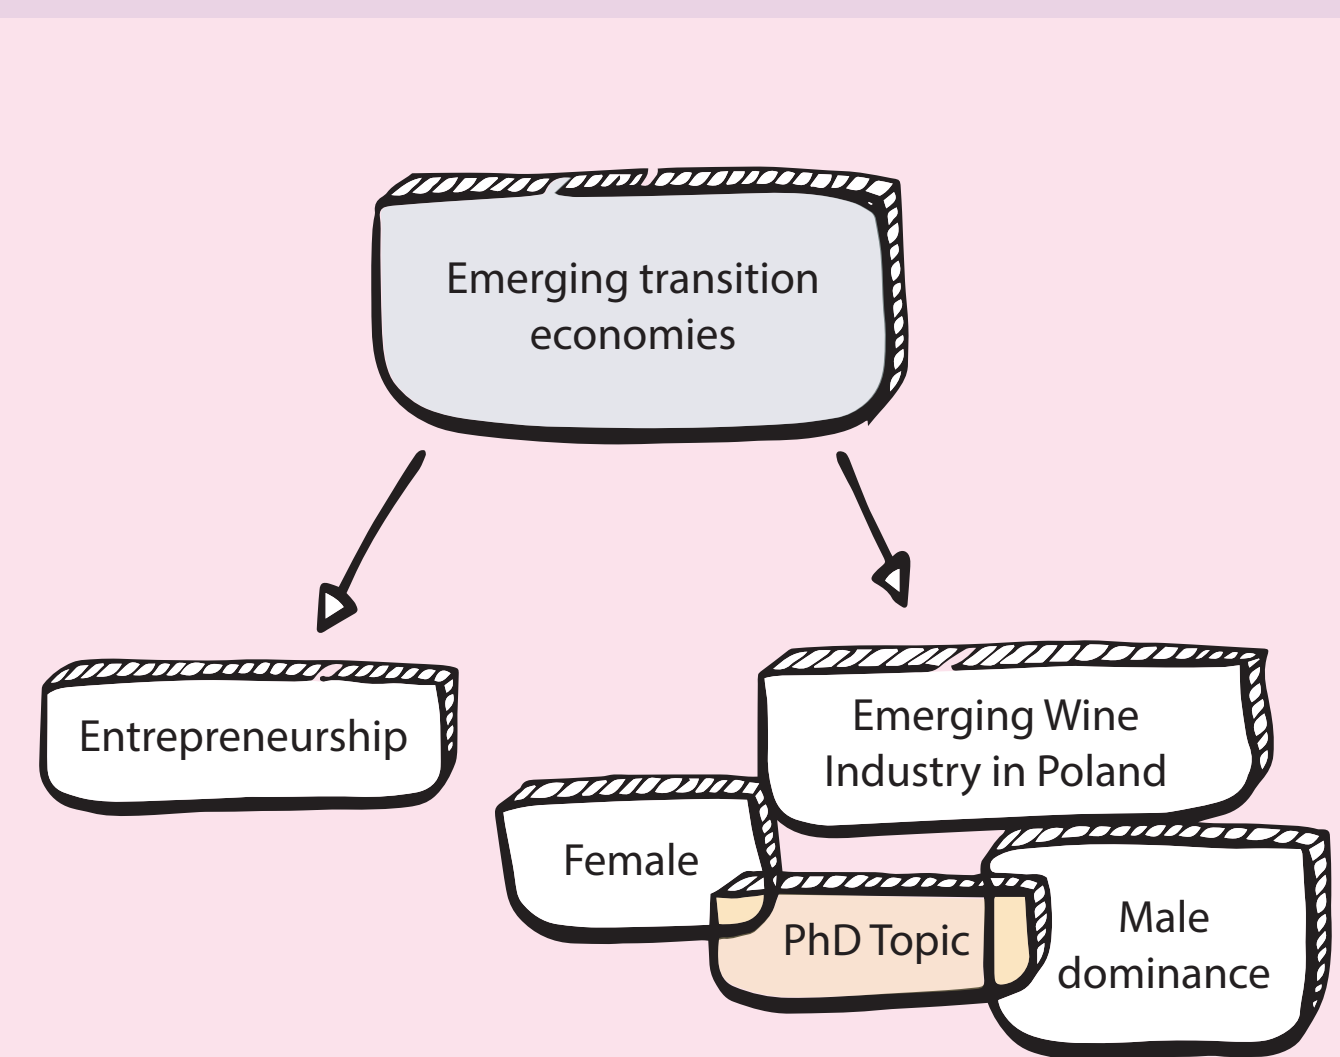 Emerging transition
economies
Entrepreneurship
Emerging Wine
Industry in Poland
Female
PhD Topic
Male
dominance